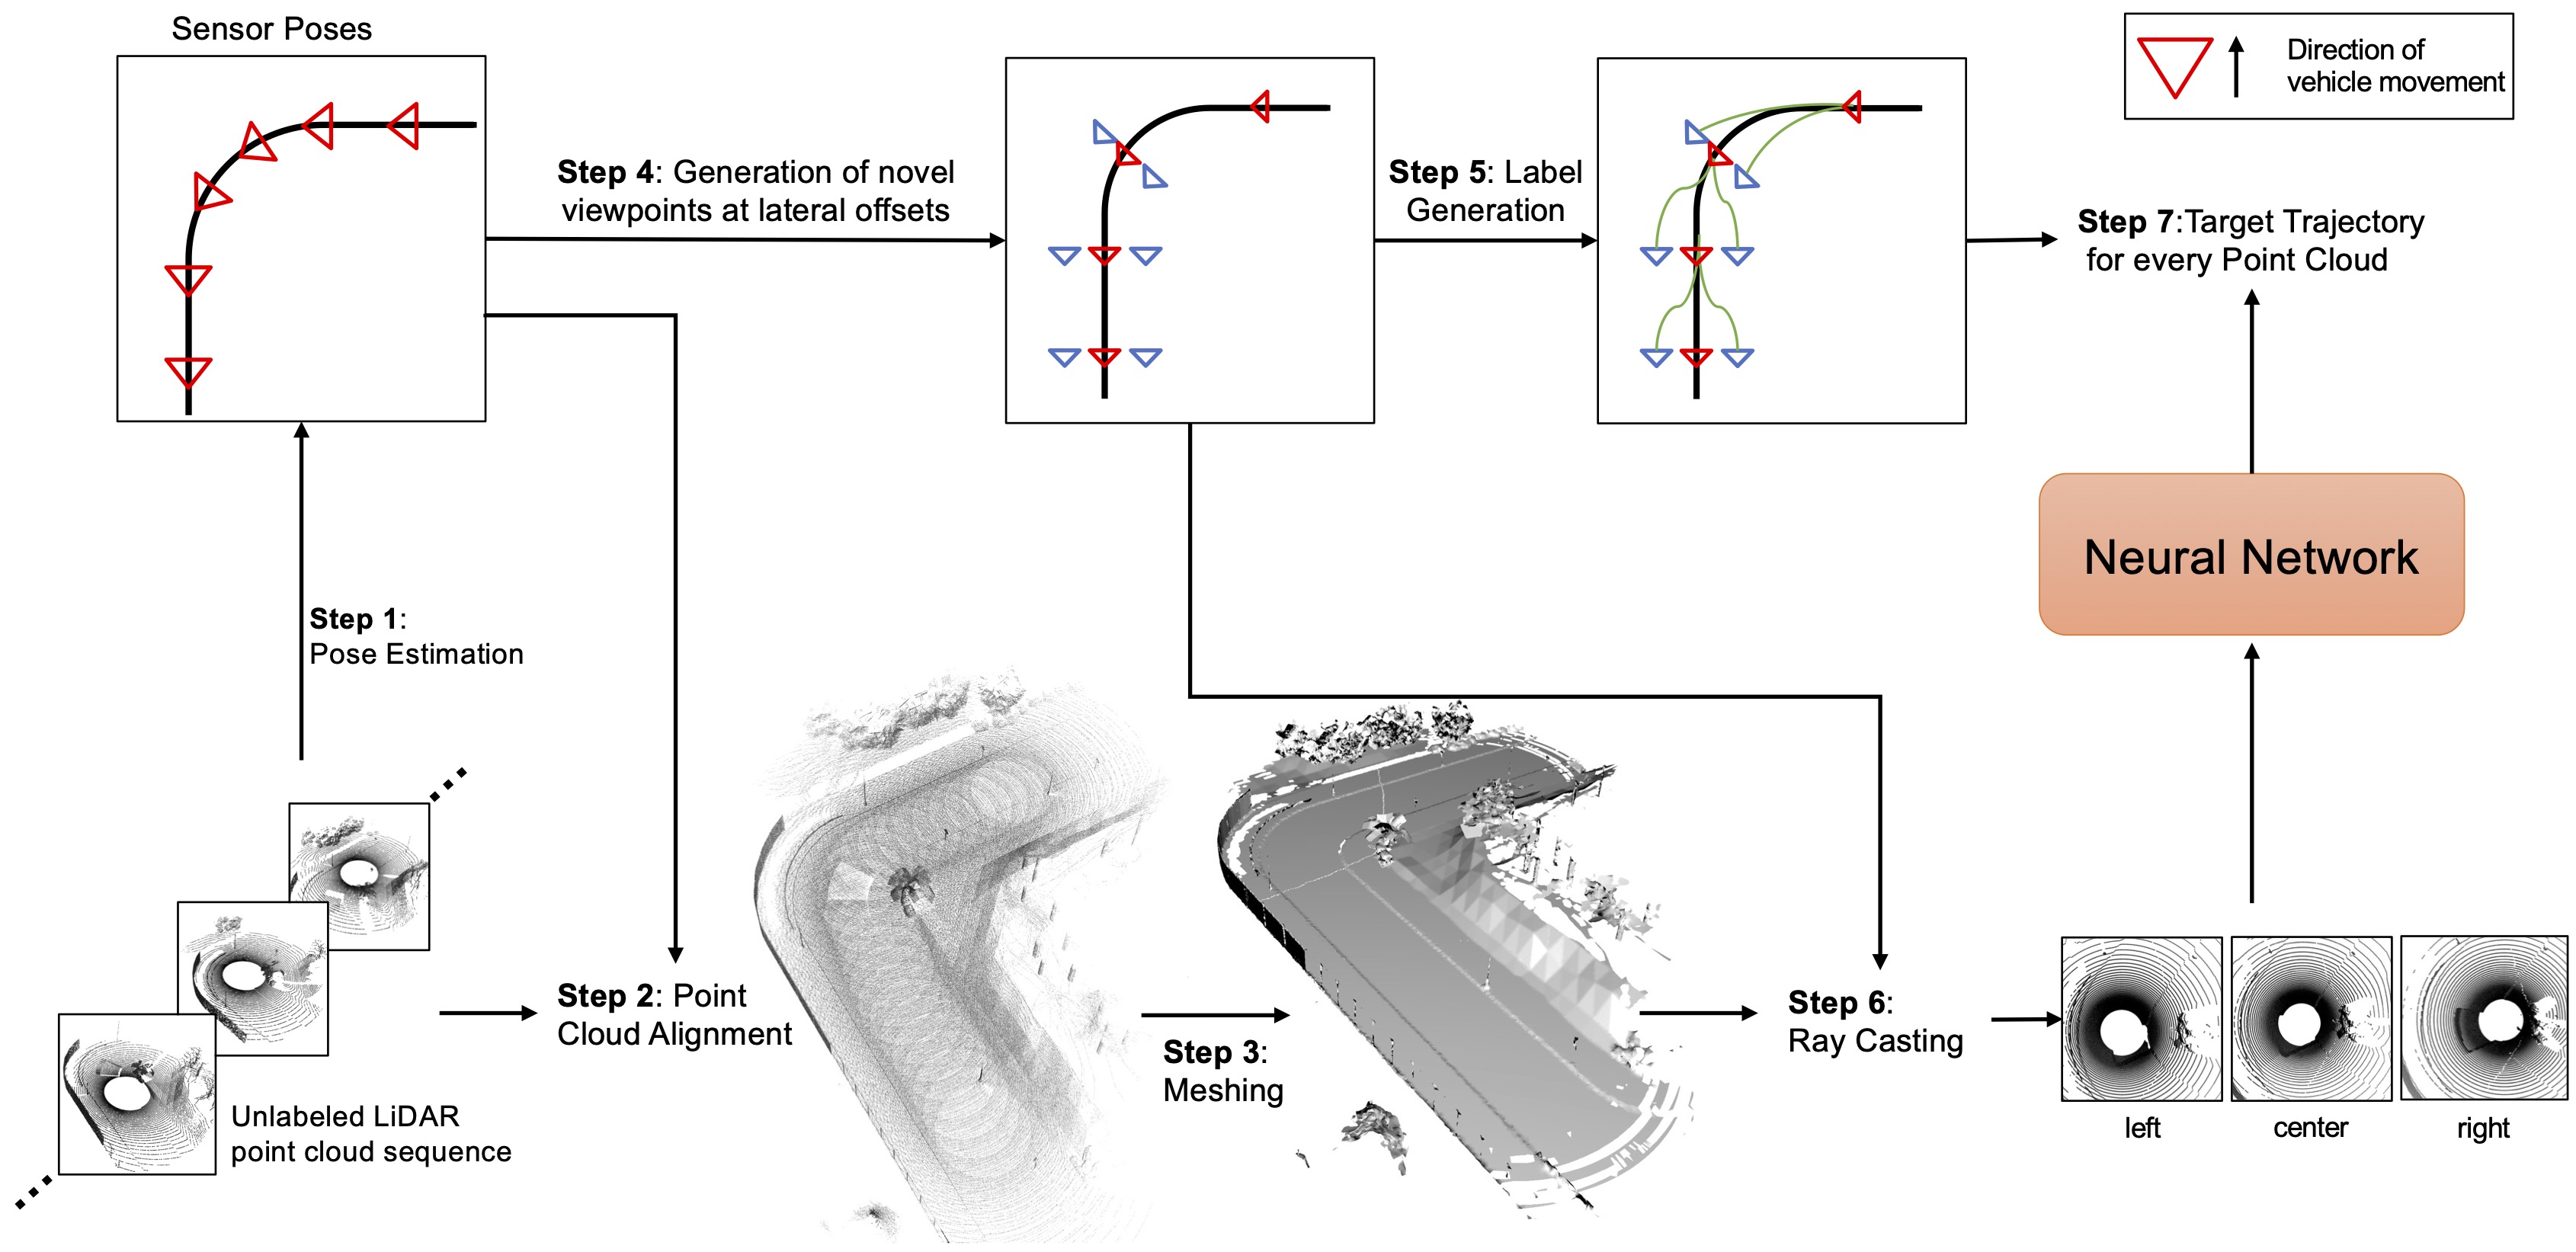 Sensor Poses
Direction of
vehicle movement
Step 4: Generation of novel
viewpoints at lateral offsets
Step 5: Label
Generation
Step 7:Target Trajectory
for every Point Cloud
Neural Network
Step 1:
Pose Estimation
Step 2: Point
Cloud Alignment
Step 3:
Meshing
Step 6:
Ray Casting
Unlabeled LiDAR
point cloud sequence
left
center
right